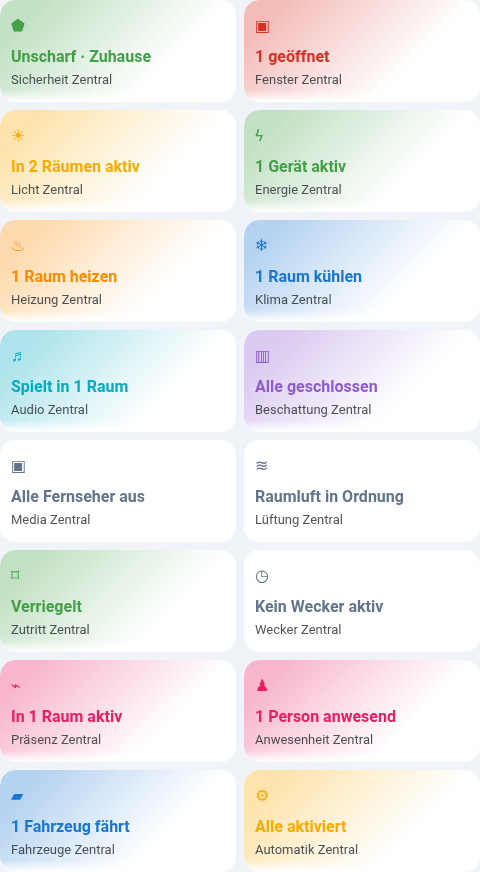 Unscharf · Zuhause
Sicherheit Zentral
1 geöffnet
Fenster Zentral
In 2 Räumen aktiv
Licht Zentral
1 Gerät aktiv
Energie Zentral
1 Raum heizen
Heizung Zentral
1 Raum kühlen
Klima Zentral
Spielt in 1 Raum
Audio Zentral
Alle geschlossen
Beschattung Zentral
Alle Fernseher aus
Media Zentral
Raumluft in Ordnung
Lüftung Zentral
Verriegelt
Zutritt Zentral
Kein Wecker aktiv
Wecker Zentral
In 1 Raum aktiv
Präsenz Zentral
1 Person anwesend
Anwesenheit Zentral
1 Fahrzeug fährt
Fahrzeuge Zentral
Alle aktiviert
Automatik Zentral